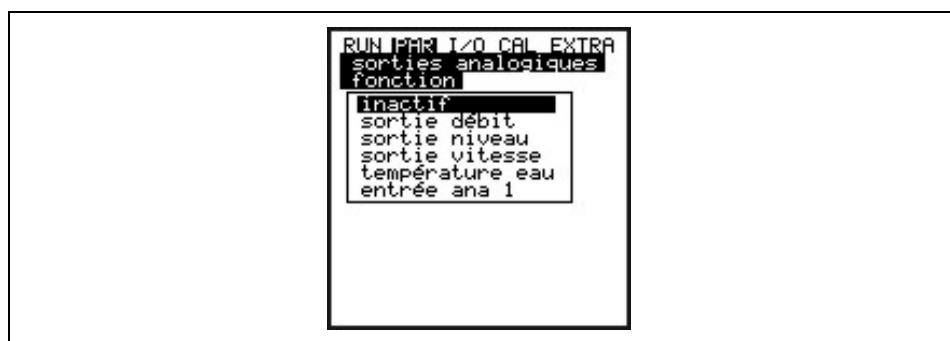 RUN PAR I/O CAL EXTRA
sorties analogiques
fonction
inactif
sortie débit
sortie niveau
sortie vitesse
température eau
entrée ana 1